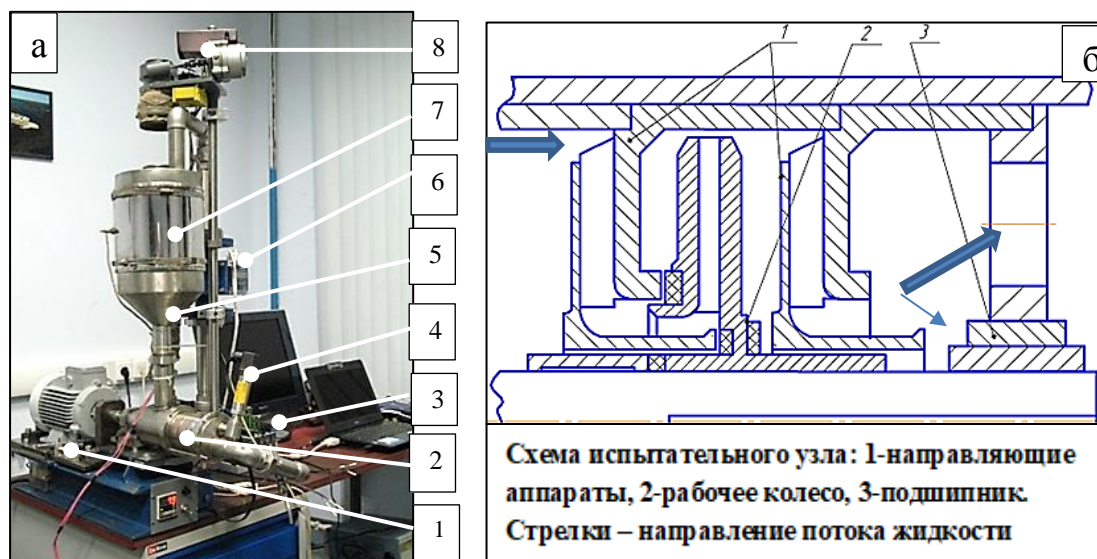 а
8
7
6
5
4
3
2
1
1
2
3
б
Схема испытательного узла: 1-направляющие
аппараты, 2-рабочее колесо, 3-подшипник.
Стрелки – направление потока жидкости